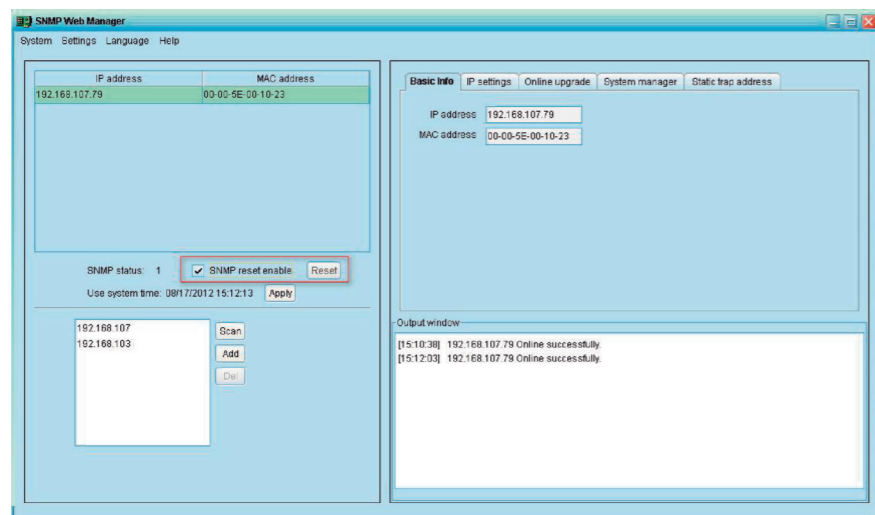 SNMP Web Manager
System Settings Language Help
IP address MAC address
192.168.107.79 00-00-5E-00-10-23
SNMP status: 1 SNMP reset enable Reset
Use system time: 08/17/2012 15:12:13 Apply
192.168.107
192.168.103
Scan
Add
Del
Basic Info IP settings Online upgrade System manager Static trap address
IP address 192.168.107.79
MAC address 00-00-5E-00-10-23
Output window
[15:10:38] 192.168.107.79 Online successfully.
[15:12:03] 192.168.107.79 Online successfully.